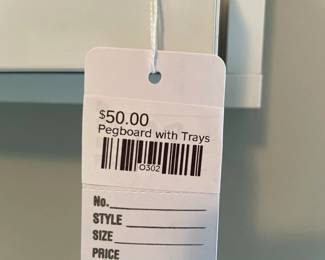 $50.00
Pegboard with Trays
O302
No.
STYLE
SIZE
PRICE